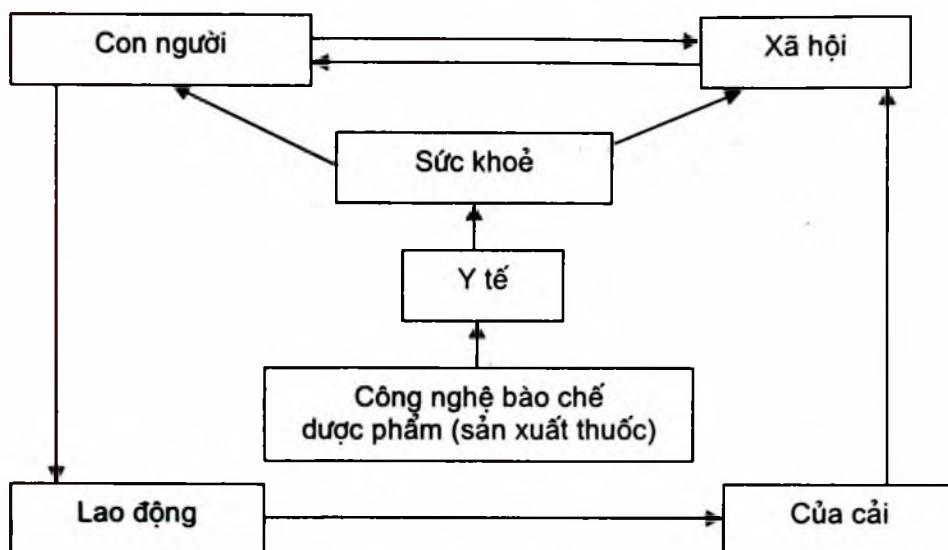 Con người
Xã hội
Sức khoẻ
Y tế
Công nghệ bào chế
dược phẩm (sản xuất thuốc)
Lao động
Của cải